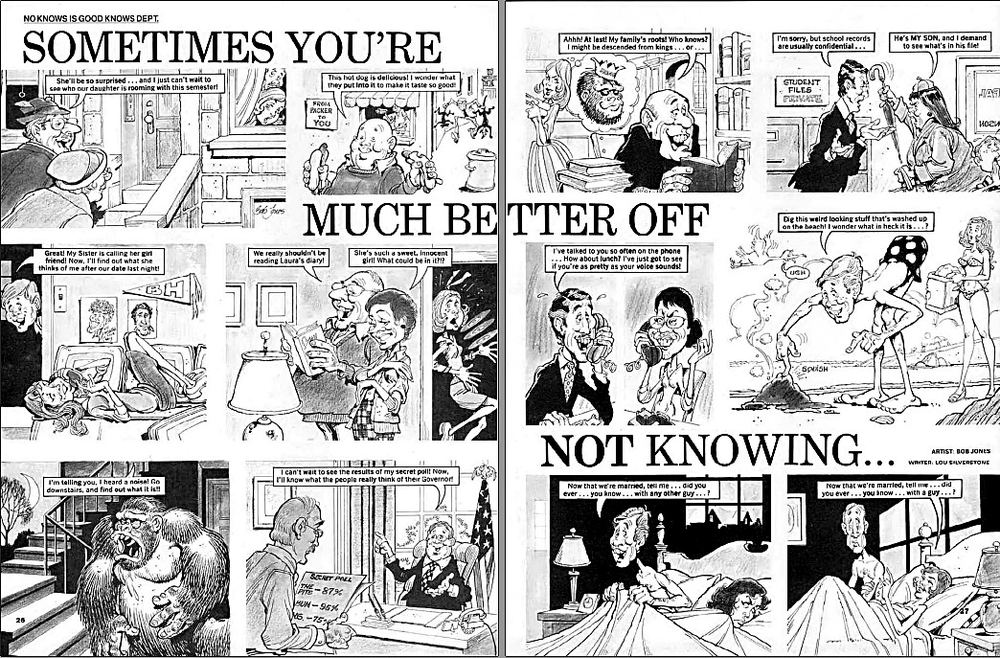 NO KNOWS IS GOOD KNOWS DEPT.
SOMETIMES YOU'RE
She'll be so surprised . . . and I just can't wait to
see who our daughter is rooming with this semester!
This hot dog is delicious! I wonder what
they put into it to make it taste so good!
FROM
PACKER
TO
YOU
Bob Jones
Ahhh! At last! My family's roots! Who knows?
I might be descended from kings . . . or . . .
I'm sorry, but school records
are usually confidential . . .
He's MY SON, and I demand
to see what's in his file!
STUDENT
FILES
PRIVATE
MUCH BETTER OFF
Great! My Sister is calling her girl
friend! Now, I'll find out what she
thinks of me after our date last night!
BH
We really shouldn't be
reading Laura's diary!
She's such a sweet, innocent
girl! What could be in it?!?
I've talked to you so often on the phone
. . . How about lunch? I've just got to see
if you're as pretty as your voice sounds!
Dig this weird looking stuff that's washed up
on the beach! I wonder what in heck it is . . . ?
UGH
SQUISH
NOT KNOWING...
ARTIST: BOB JONES
WRITER: LOU SILVERSTONE
I'm telling you, I heard a noise! Go
downstairs, and find out what it is!!
I can't wait to see the results of my secret poll! Now,
I'll know what the people really think of their Governor!
SECRET POLL
THE
PITS — 87%
Now that we're married, tell me . . . did you
ever . . . you know . . . with any other guy . . . ?
Now that we're married, tell me . . . did
you ever . . . you know . . . with a guy . . . ?
26
27